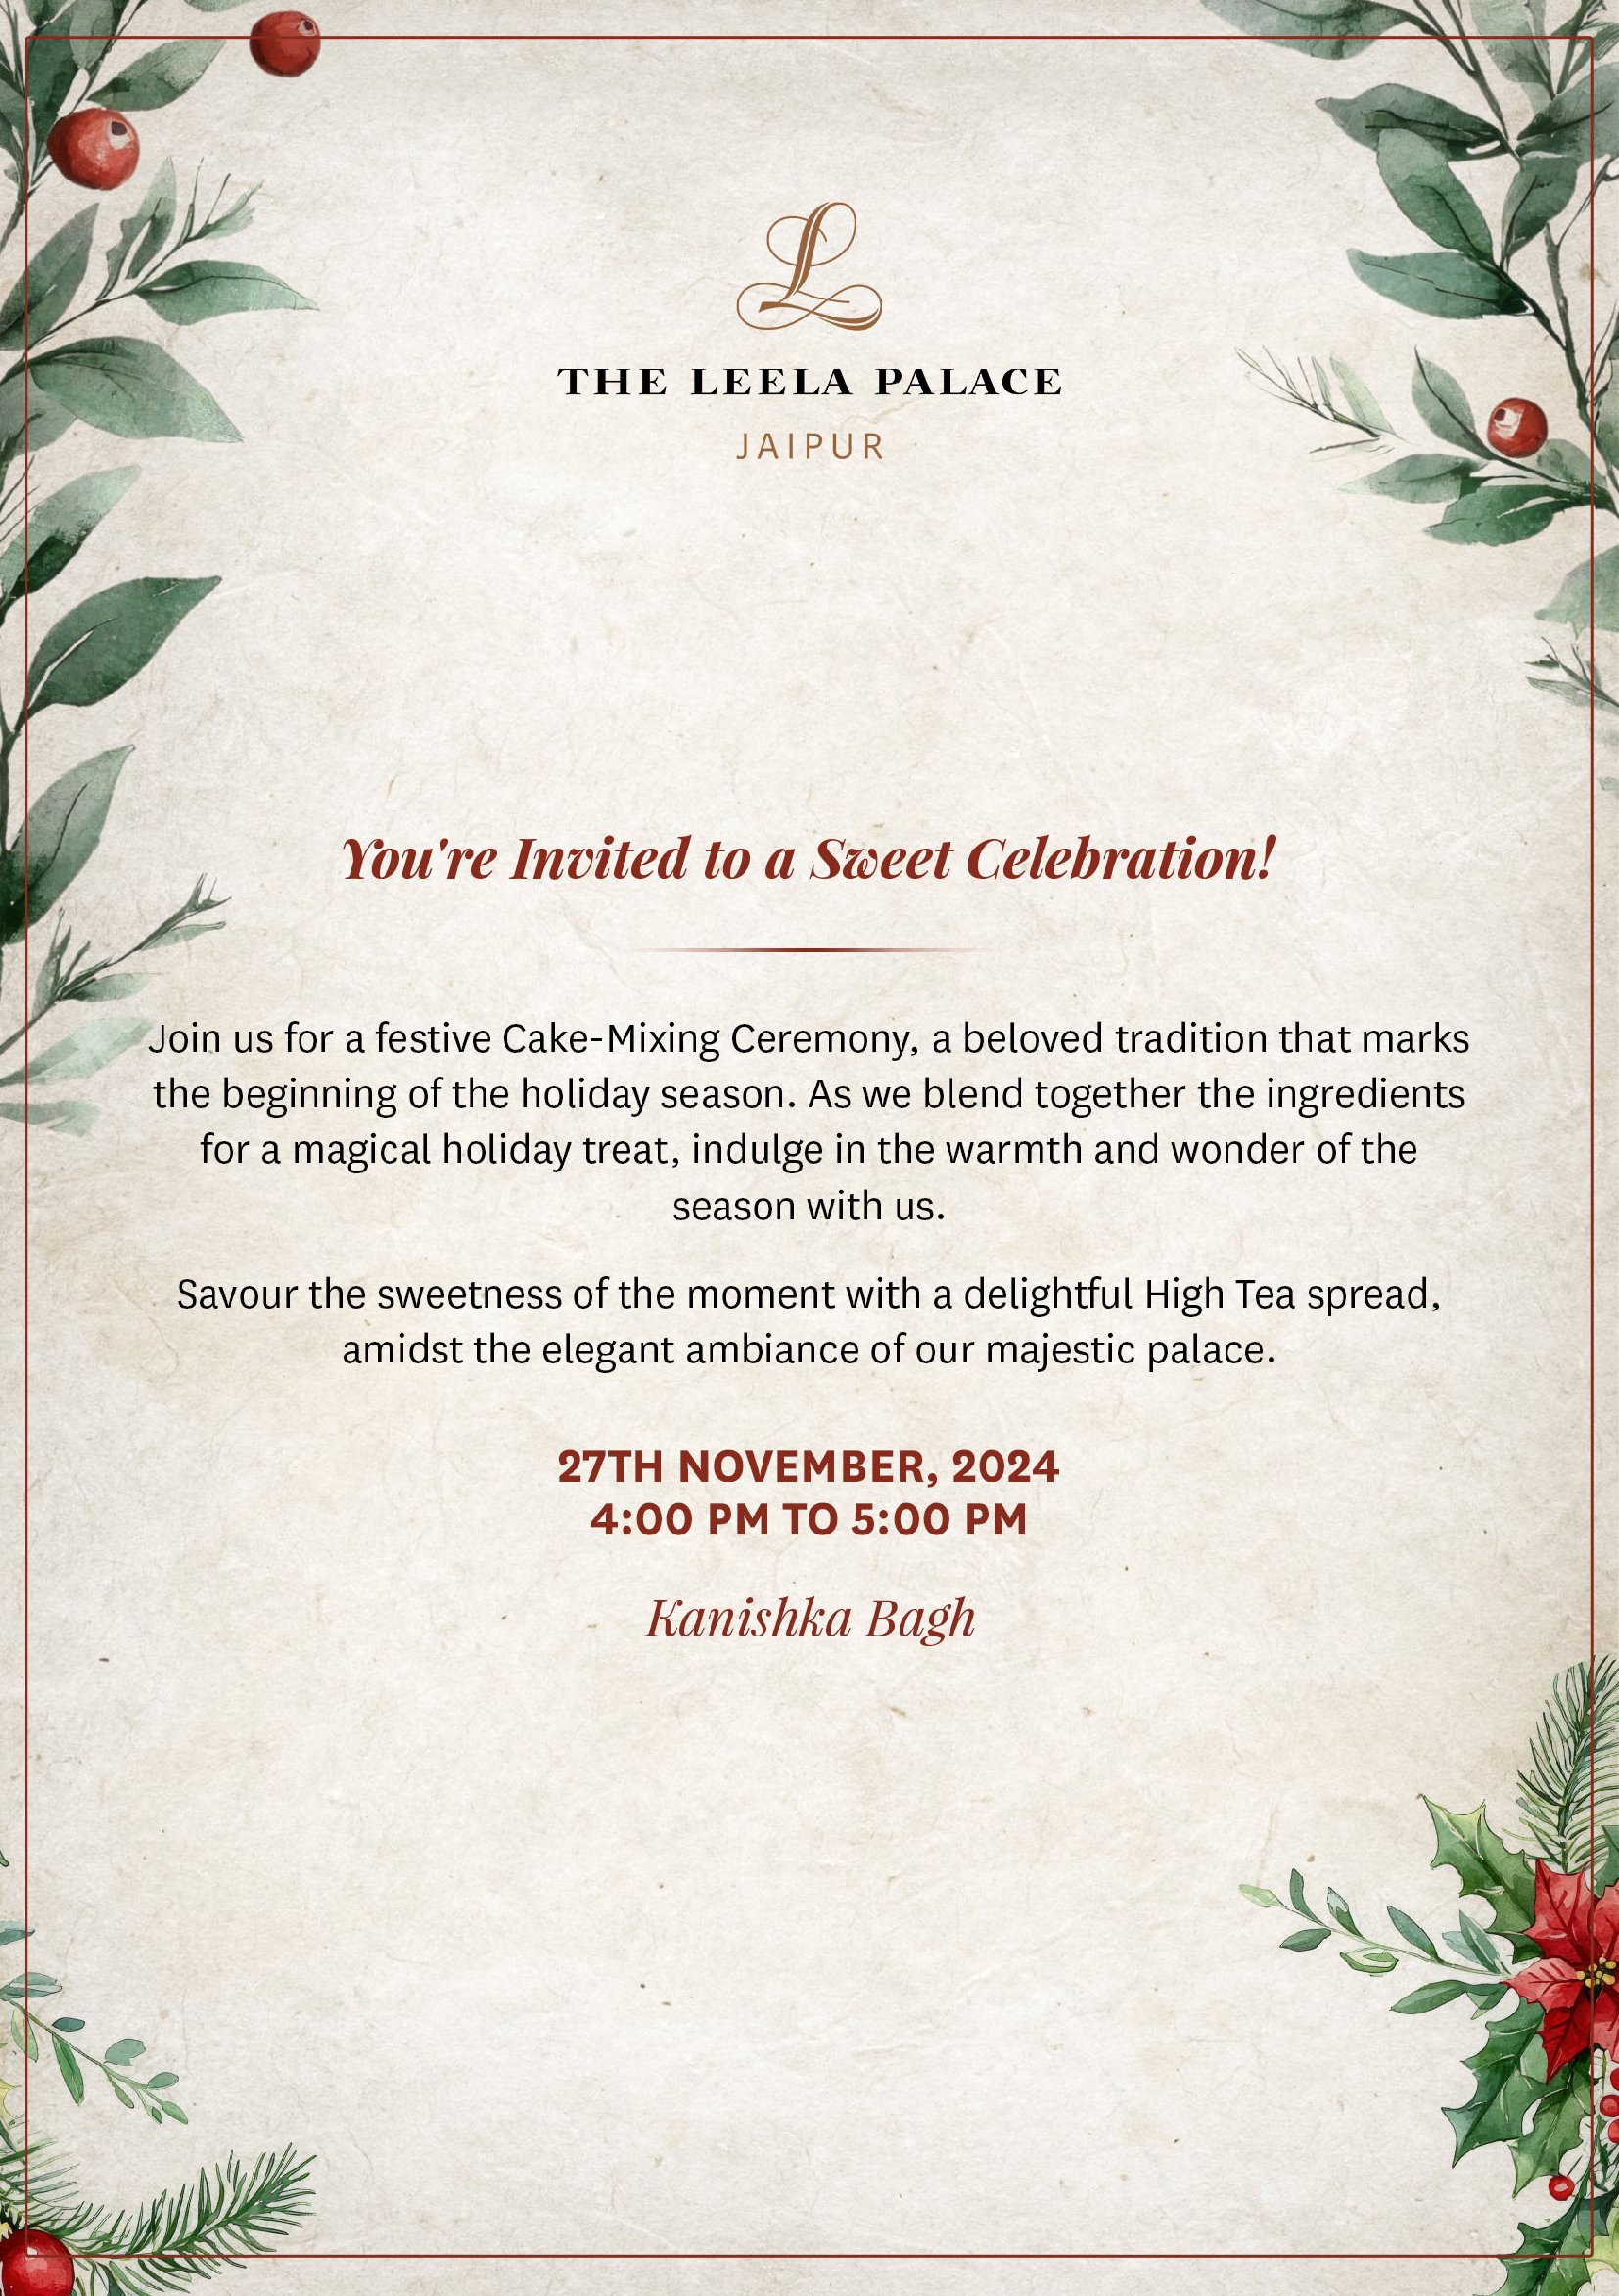 THE LEELA PALACE
JAIPUR
You're Invited to a Sweet Celebration!
Join us for a festive Cake-Mixing Ceremony, a beloved tradition that marks
the beginning of the holiday season. As we blend together the ingredients
for a magical holiday treat, indulge in the warmth and wonder of the
season with us.
Savour the sweetness of the moment with a delightful High Tea spread,
amidst the elegant ambiance of our majestic palace.
27TH NOVEMBER, 2024
4:00 PM TO 5:00 PM
Kanishka Bagh